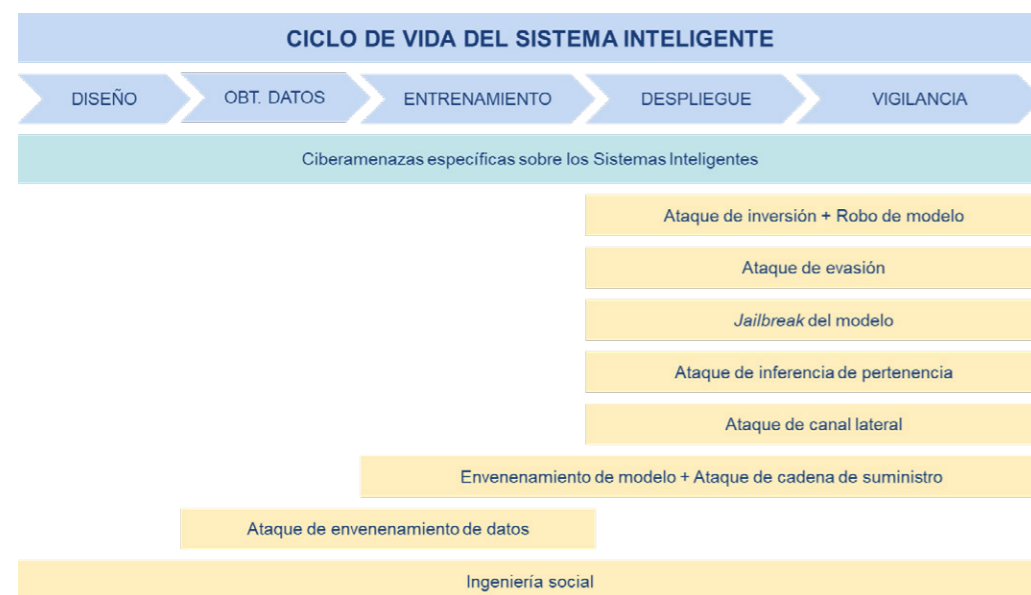 CICLO DE VIDA DEL SISTEMA INTELIGENTE
DISEÑO
OBT. DATOS
ENTRENAMIENTO
DESPLIEGUE
VIGILANCIA
Ciberamenazas específicas sobre los Sistemas Inteligentes
Ataque de inversión + Robo de modelo
Ataque de evasión
Jailbreak del modelo
Ataque de inferencia de pertenencia
Ataque de canal lateral
Envenenamiento de modelo + Ataque de cadena de suministro
Ataque de envenenamiento de datos
Ingeniería social